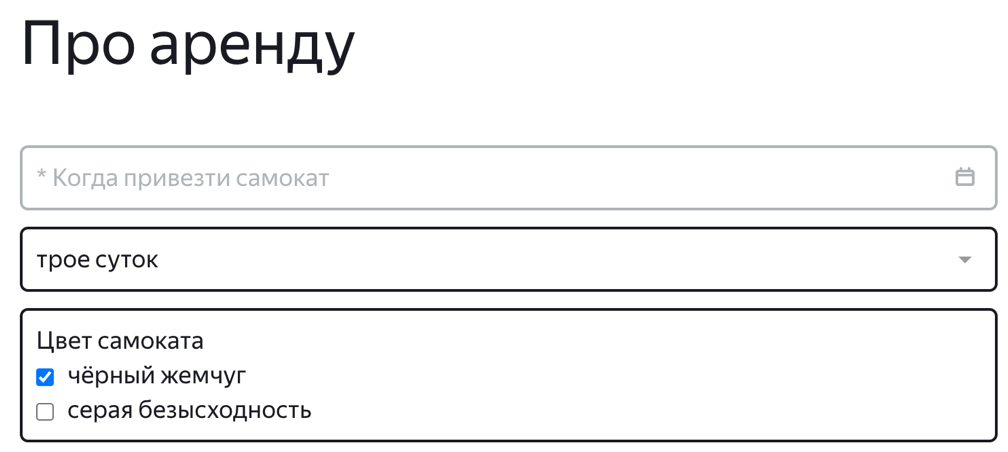 Про аренду
* Когда привезти самокат
трое суток
Цвет самоката
чёрный жемчуг
серая безысходность